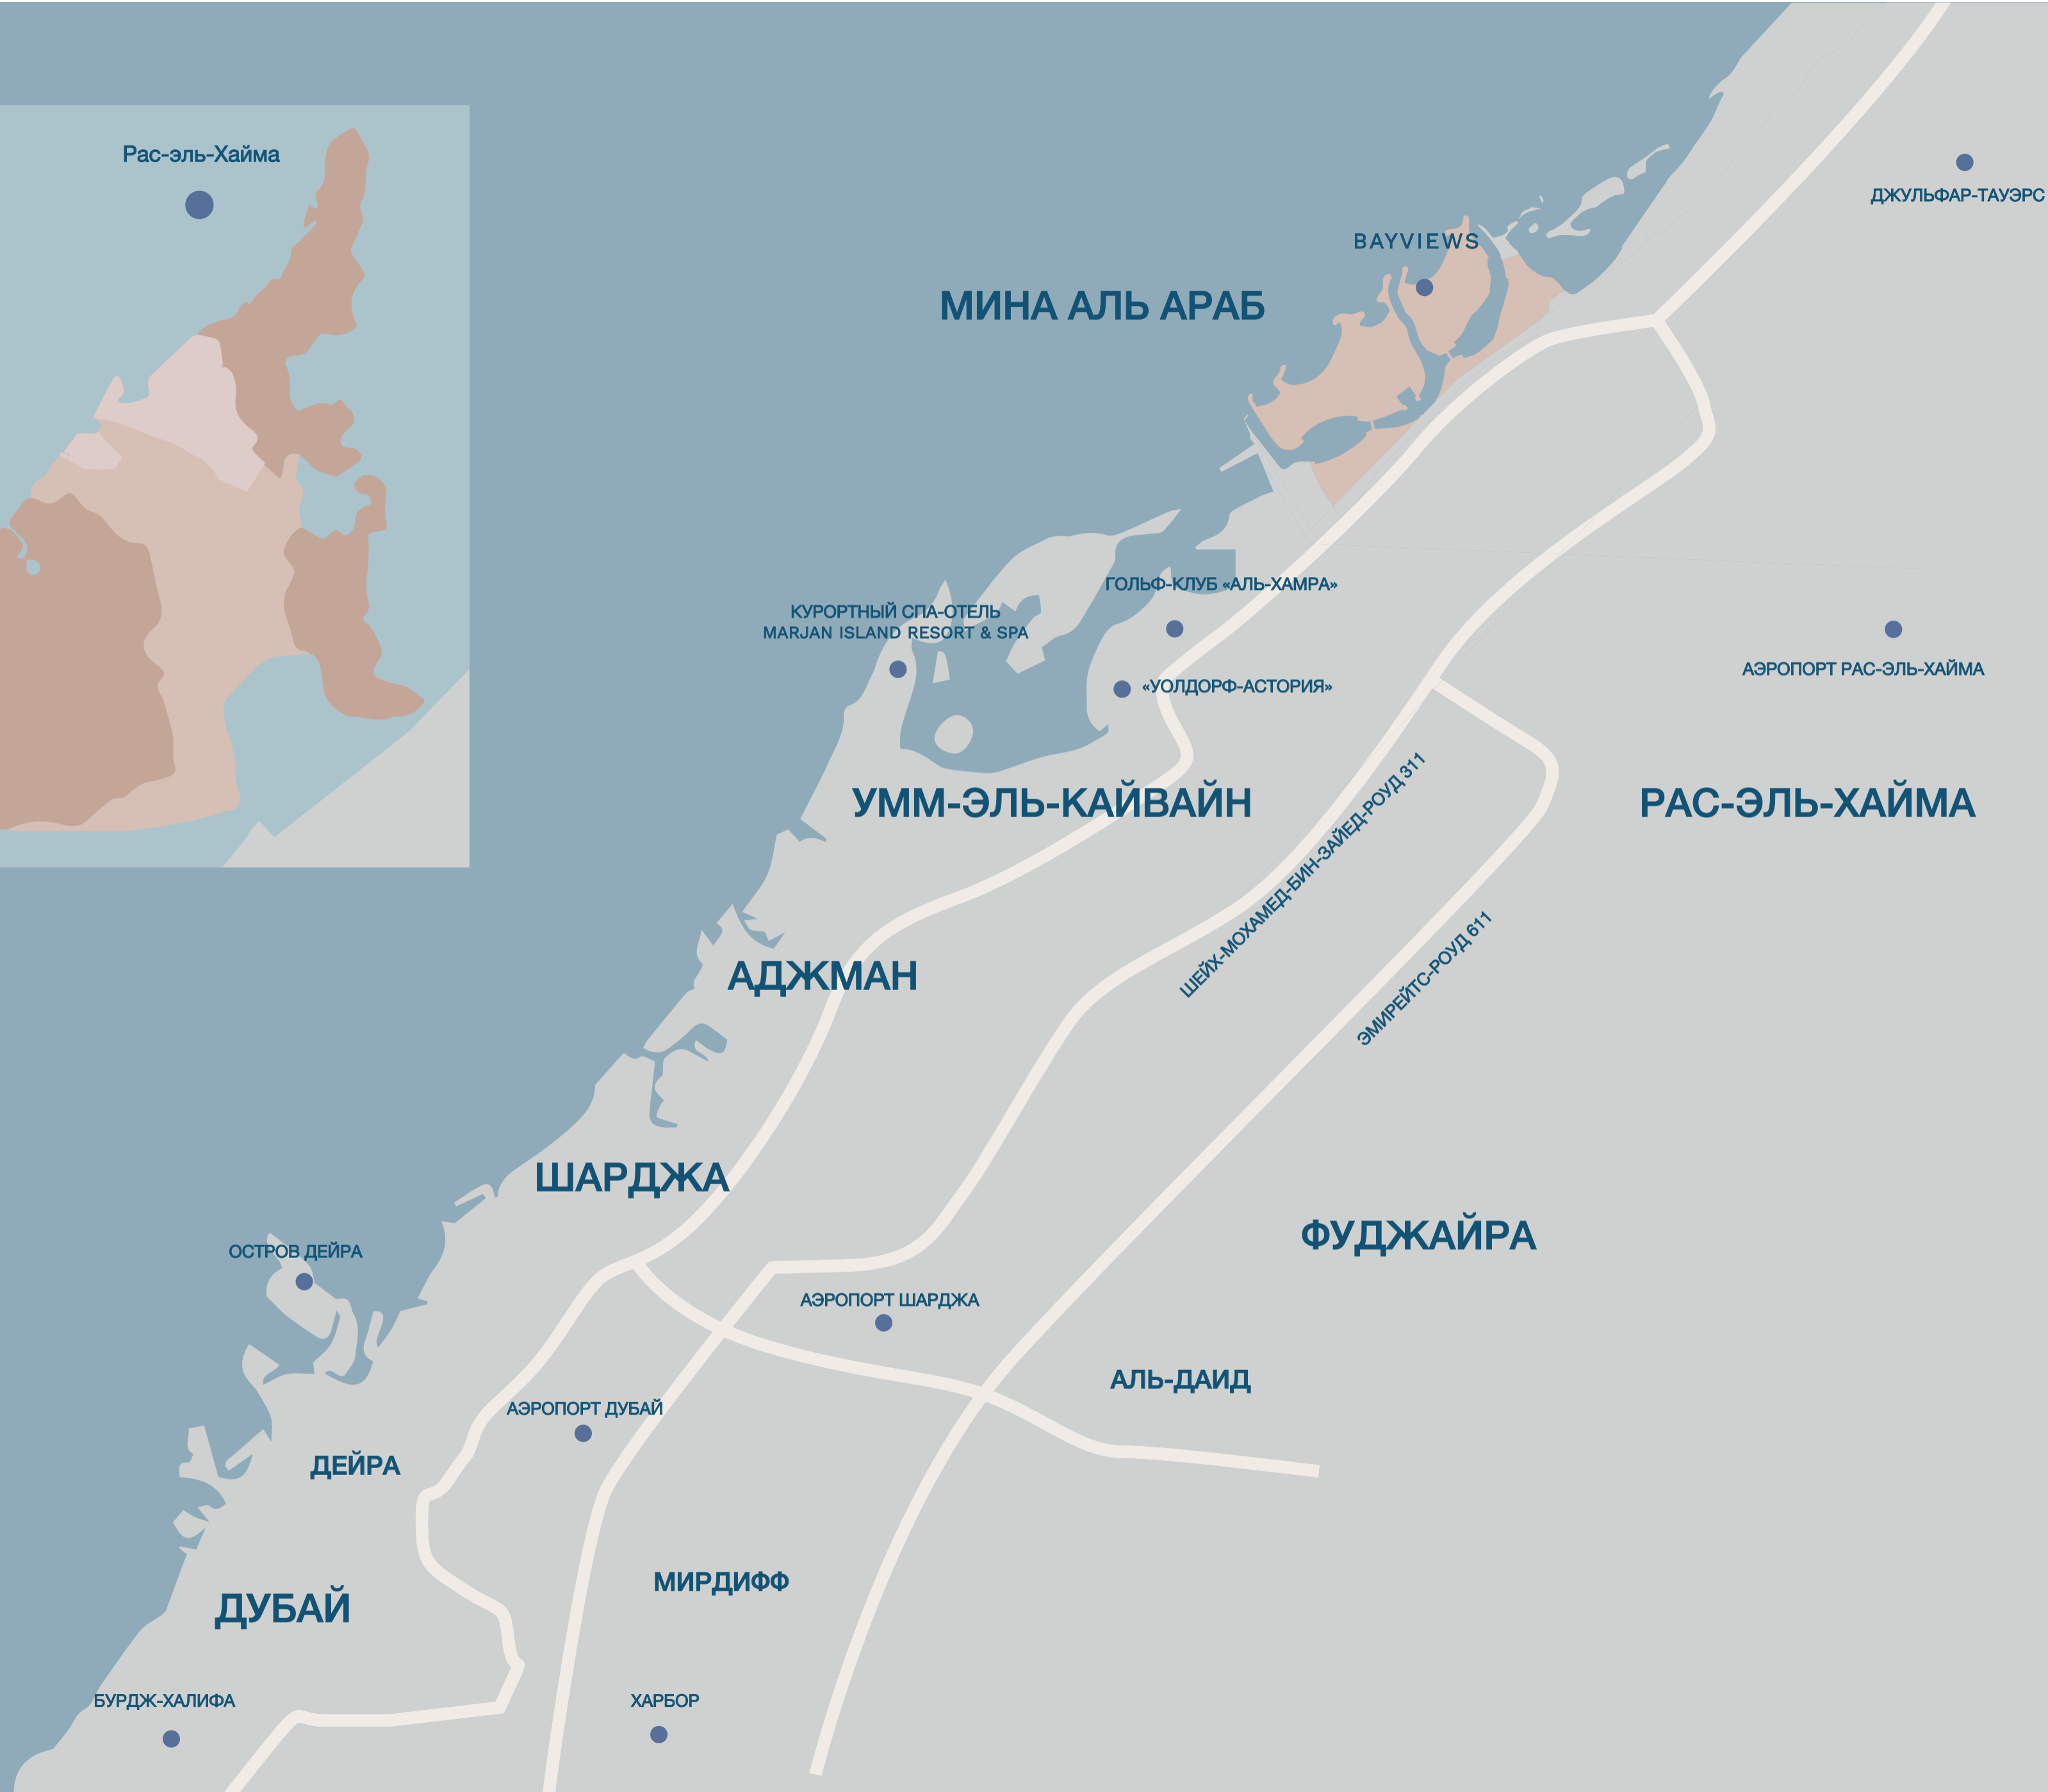 Рас-эль-Хайма
ДЖУЛЬФАР-ТАУЭРС
BAYVIEWS
МИНА АЛЬ АРАБ
ГОЛЬФ-КЛУБ «АЛЬ-ХАМРА»
КУРОРТНЫЙ СПА-ОТЕЛЬ
MARJAN ISLAND RESORT & SPA
АЭРОПОРТ РАС-ЭЛЬ-ХАЙМА
«УОЛДОРФ-АСТОРИЯ»
УММ-ЭЛЬ-КАЙВАЙН
РАС-ЭЛЬ-ХАЙМА
ШЕЙХ-МОХАМЕД-БИН-ЗАЙЕД-РОУД 311
ЭМИРЕЙТС-РОУД 611
АДЖМАН
ШАРДЖА
ФУДЖАЙРА
ОСТРОВ ДЕЙРА
АЭРОПОРТ ШАРДЖА
АЛЬ-ДАИД
АЭРОПОРТ ДУБАЙ
ДЕЙРА
МИРДИФФ
ДУБАЙ
БУРДЖ-ХАЛИФА
ХАРБОР